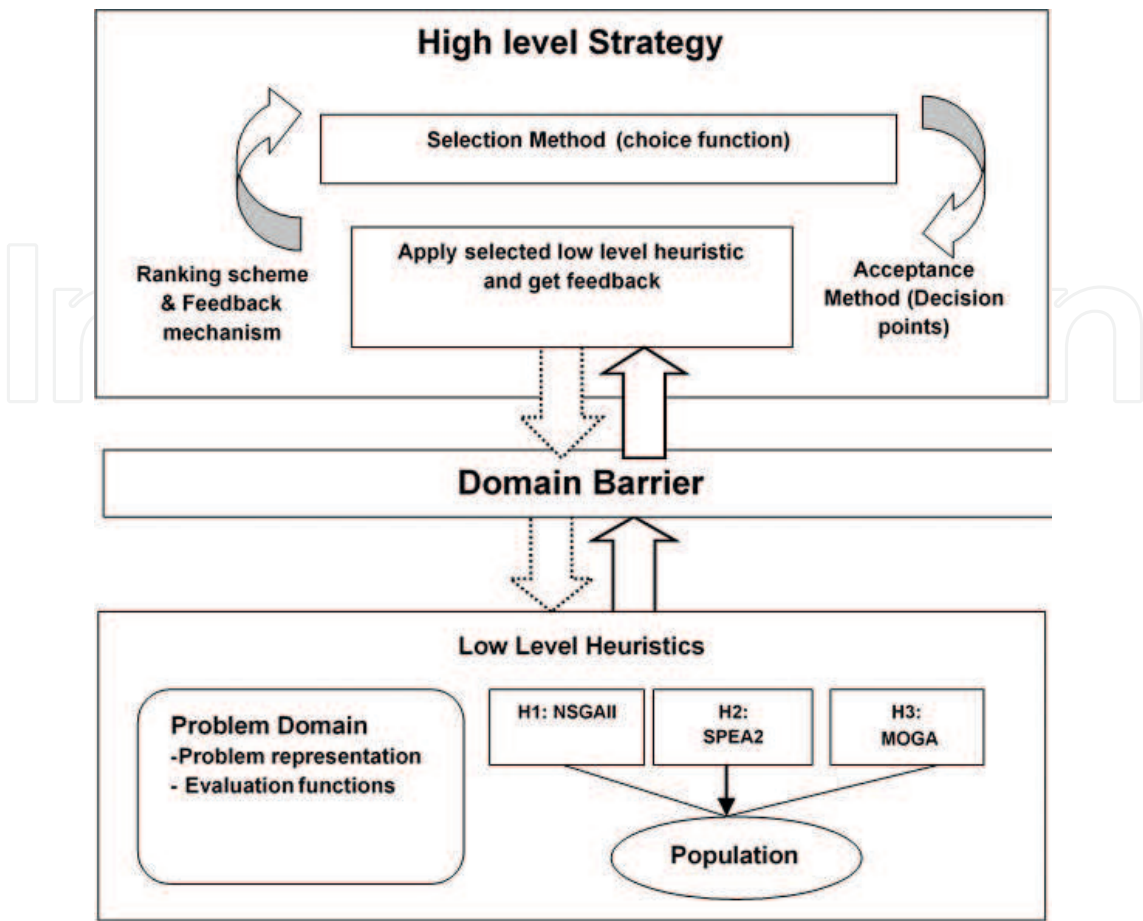 High level Strategy
Selection Method (choice function)
Apply selected low level heuristic
and get feedback
Ranking scheme
& Feedback
mechanism
Acceptance
Method (Decision
points)
Domain Barrier
Low Level Heuristics
Problem Domain
-Problem representation
- Evaluation functions
H1: NSGAII
H2:
SPEA2
H3:
MOGA
Population